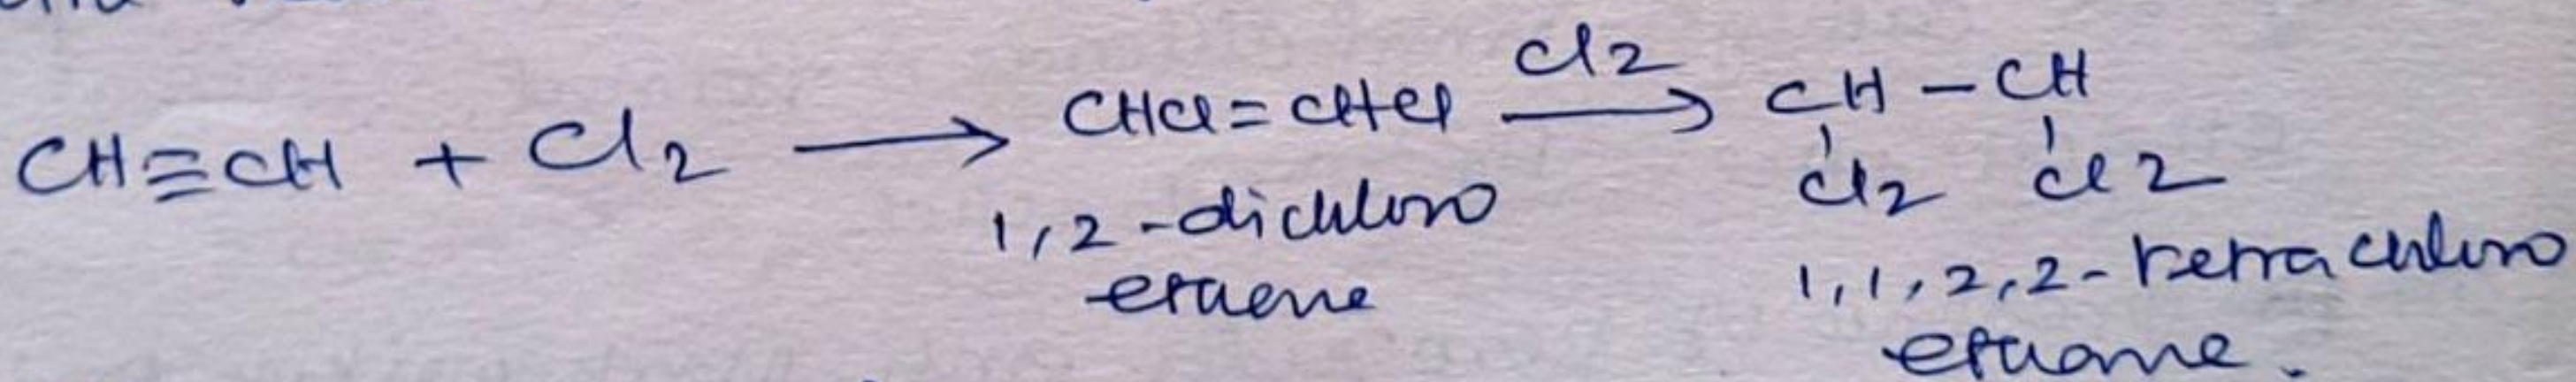 CH≡CH + Cl2 ⟶ CHCl=CHCl —Cl2→ CH – CH
Cl2 Cl2
1,2-dichloro
ethene
1,1,2,2-tetrachloro
ethane.